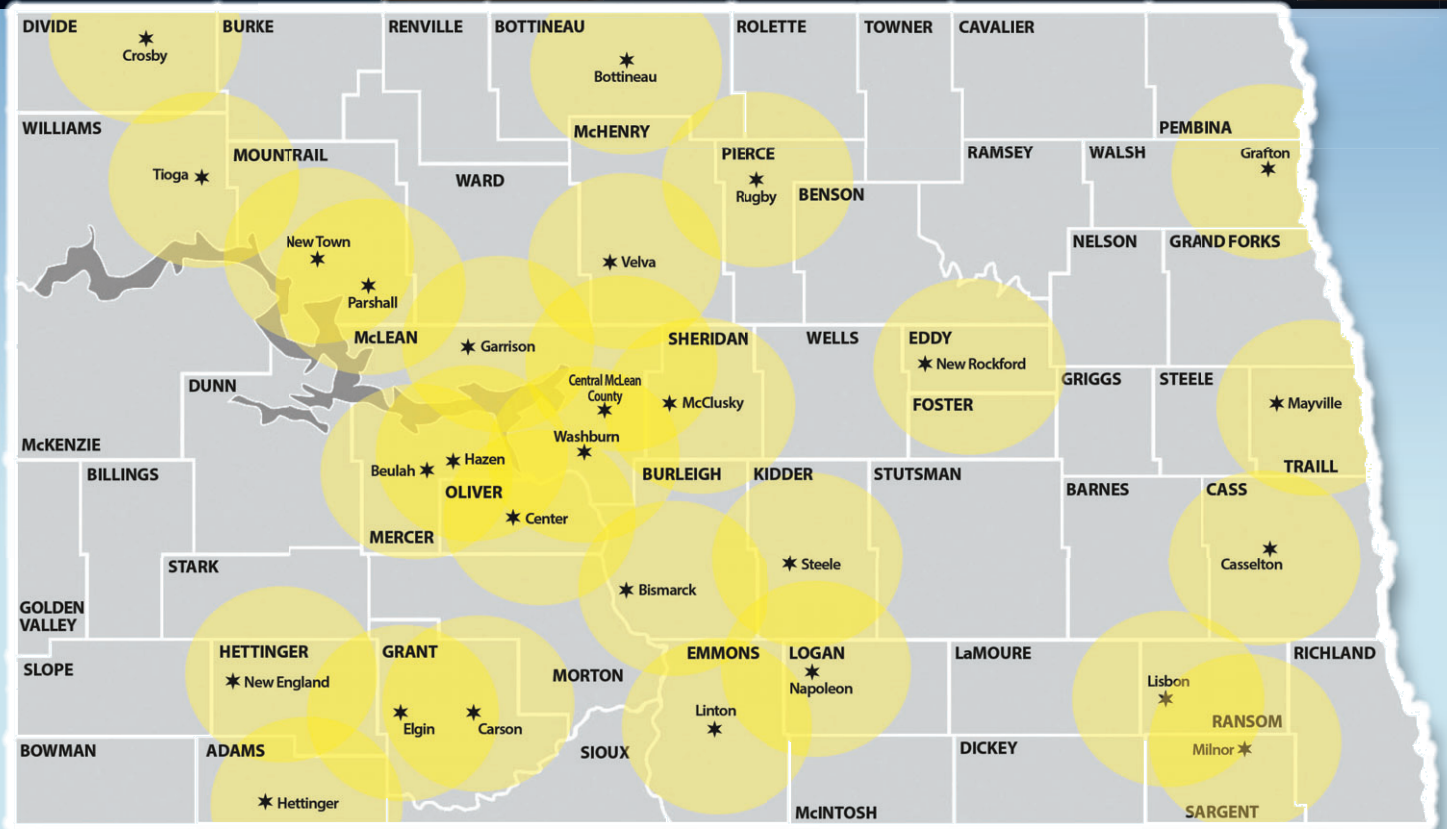 DIVIDE
BURKE
RENVILLE
BOTTINEAU
ROLETTE
TOWNER
CAVALIER
Crosby
Bottineau
WILLIAMS
McHENRY
PEMBINA
MOUNTRAIL
PIERCE
RAMSEY
WALSH
Grafton
Tioga
WARD
Rugby
BENSON
New Town
Velva
NELSON
GRAND FORKS
Parshall
McLEAN
Garrison
SHERIDAN
WELLS
EDDY
New Rockford
DUNN
Central McLean
County
McClusky
GRIGGS
STEELE
FOSTER
Mayville
McKENZIE
Washburn
Beulah
Hazen
TRAILL
BILLINGS
BURLEIGH
KIDDER
STUTSMAN
BARNES
CASS
OLIVER
Center
MERCER
STARK
Steele
Casselton
Bismarck
GOLDEN
VALLEY
SLOPE
HETTINGER
GRANT
EMMONS
LOGAN
LaMOURE
RICHLAND
New England
MORTON
Napoleon
Lisbon
Elgin
Carson
Linton
RANSOM
BOWMAN
ADAMS
SIOUX
DICKEY
Milnor
Hettinger
McINTOSH
SARGENT